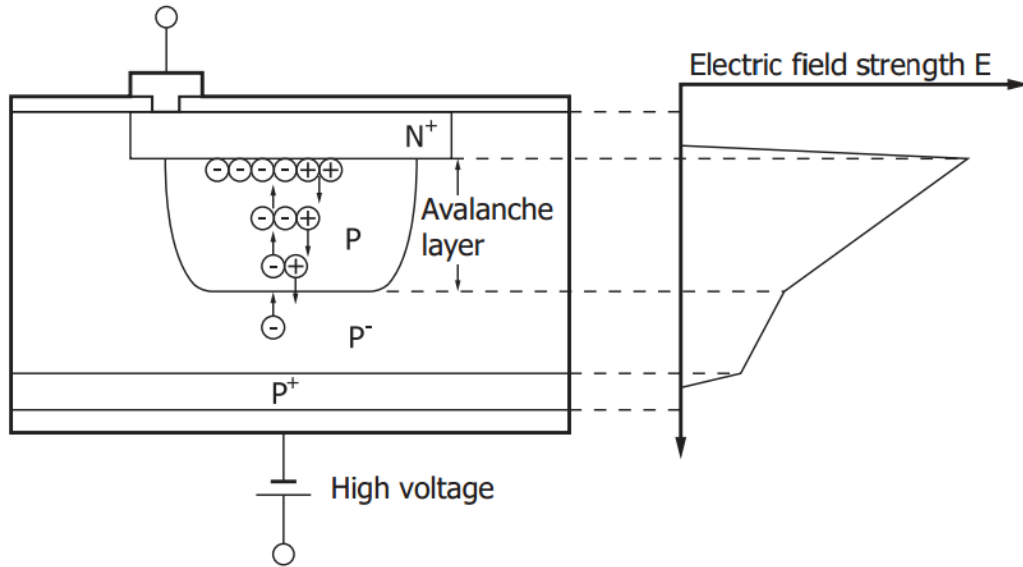 Electric field strength E
N+
- - - - + +
Avalanche
layer
- - +
P
- +
-
P-
P+
High voltage